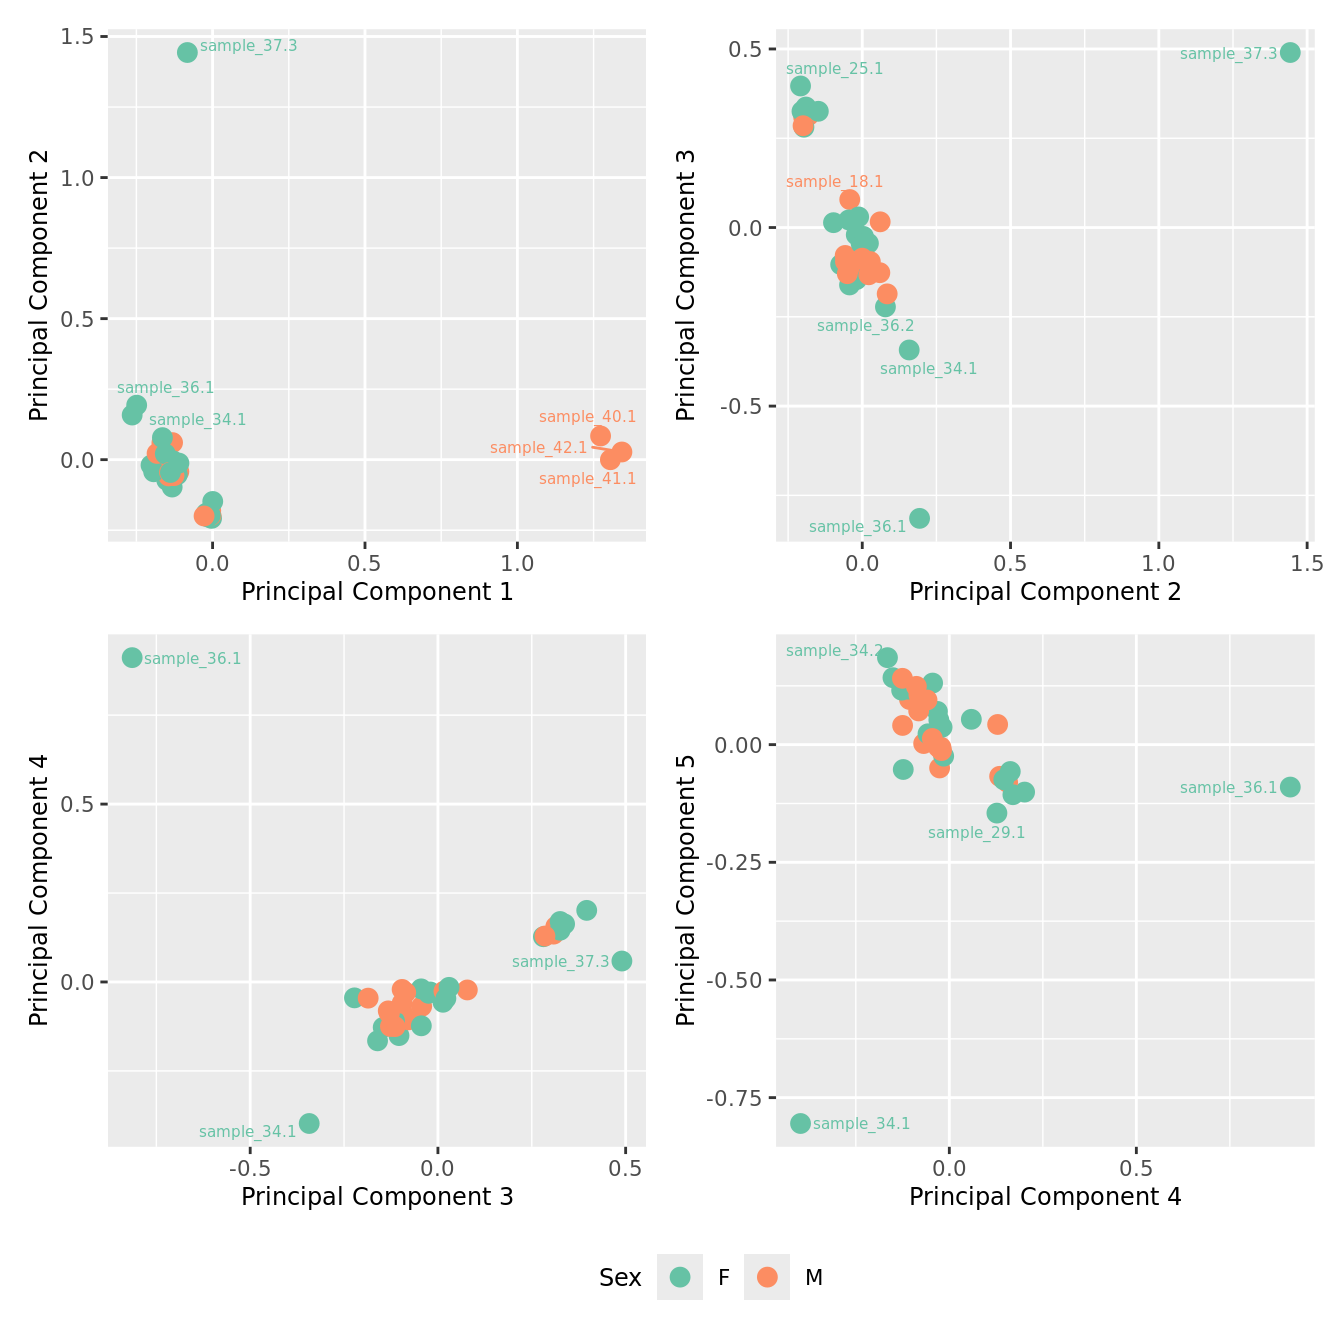 1.5
1.0
0.5
0.0
Principal Component 2
sample_37.3
sample_36.1
sample_34.1
sample_40.1
sample_42.1
sample_41.1
0.0 0.5 1.0
Principal Component 1
0.5
0.0
-0.5
Principal Component 3
sample_25.1
sample_37.3
sample_18.1
sample_36.2
sample_34.1
sample_36.1
0.0 0.5 1.0 1.5
Principal Component 2
0.5
0.0
Principal Component 4
sample_36.1
sample_37.3
sample_34.1
-0.5 0.0 0.5
Principal Component 3
0.00
-0.25
-0.50
-0.75
Principal Component 5
sample_34.2
sample_36.1
sample_29.1
sample_34.1
0.0 0.5
Principal Component 4
Sex F M